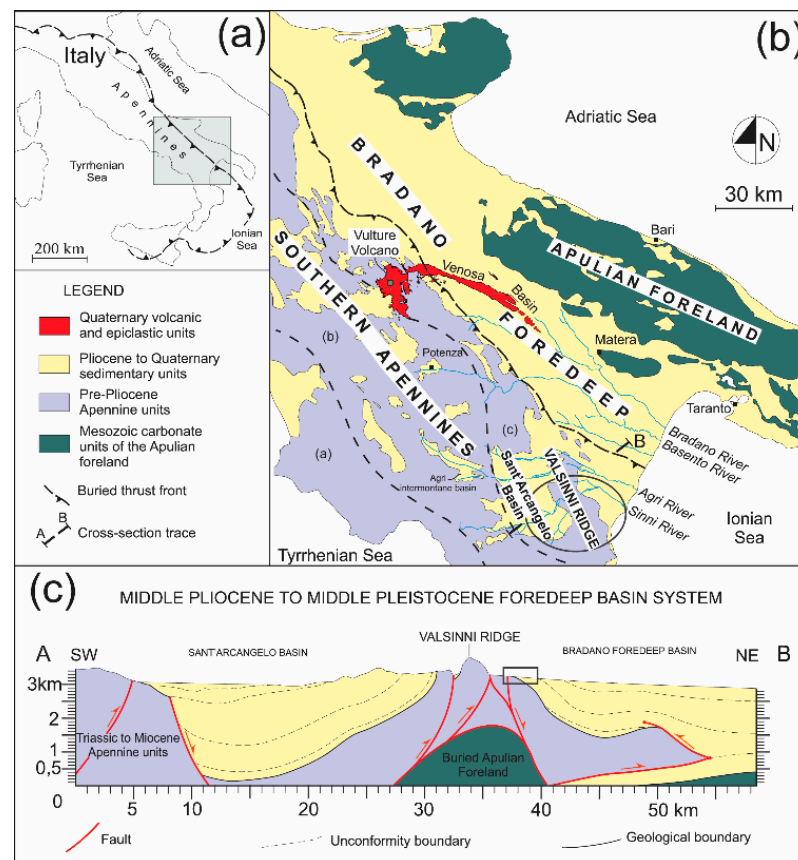 (a)
Italy
Adriatic Sea
Apennines
Tyrrhenian
Sea
Ionian
Sea
200 km
LEGEND
Quaternary volcanic
and epiclastic units
Pliocene to Quaternary
sedimentary units
Pre-Pliocene
Apennine units
Mesozoic carbonate
units of the Apulian
foreland
Buried thrust front
A B
Cross-section trace
(b)
Adriatic Sea
N
30 km
BRADANO
FOREDEEP
SOUTHERN APENNINES
APULIAN FORELAND
Vulture
Volcano
Venosa
Basin
Bari
Matera
Potenza
Taranto
(b)
(c)
(a)
B
Agri
intermontane basin
Sant'Arcangelo
Basin
VALSINNI RIDGE
Bradano River
Basento River
Agri River
Sinni River
Ionian
Sea
Tyrrhenian Sea
(c)
MIDDLE PLIOCENE TO MIDDLE PLEISTOCENE FOREDEEP BASIN SYSTEM
A SW
SANT'ARCANGELO BASIN
VALSINNI RIDGE
BRADANO FOREDEEP BASIN
NE B
3km
2
1
0,5
0
3
2
1
Triassic to Miocene
Apennine units
Buried Apulian
Foreland
5 10 20 30 40 50 km
0
Fault
Unconformity boundary
Geological boundary